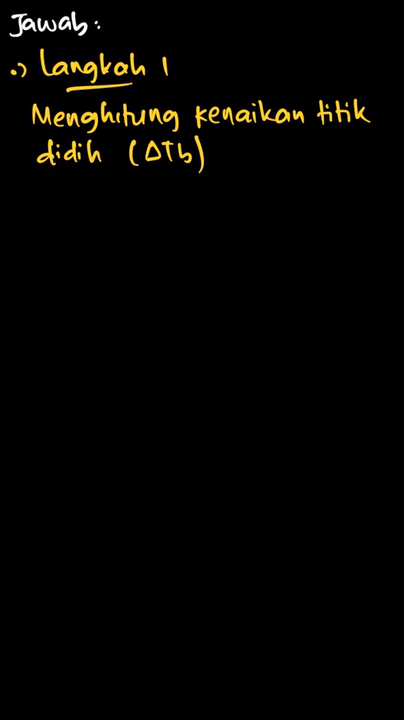 Jawab :
•) Langkah 1
Menghitung kenaikan titik
didih (ΔTb)